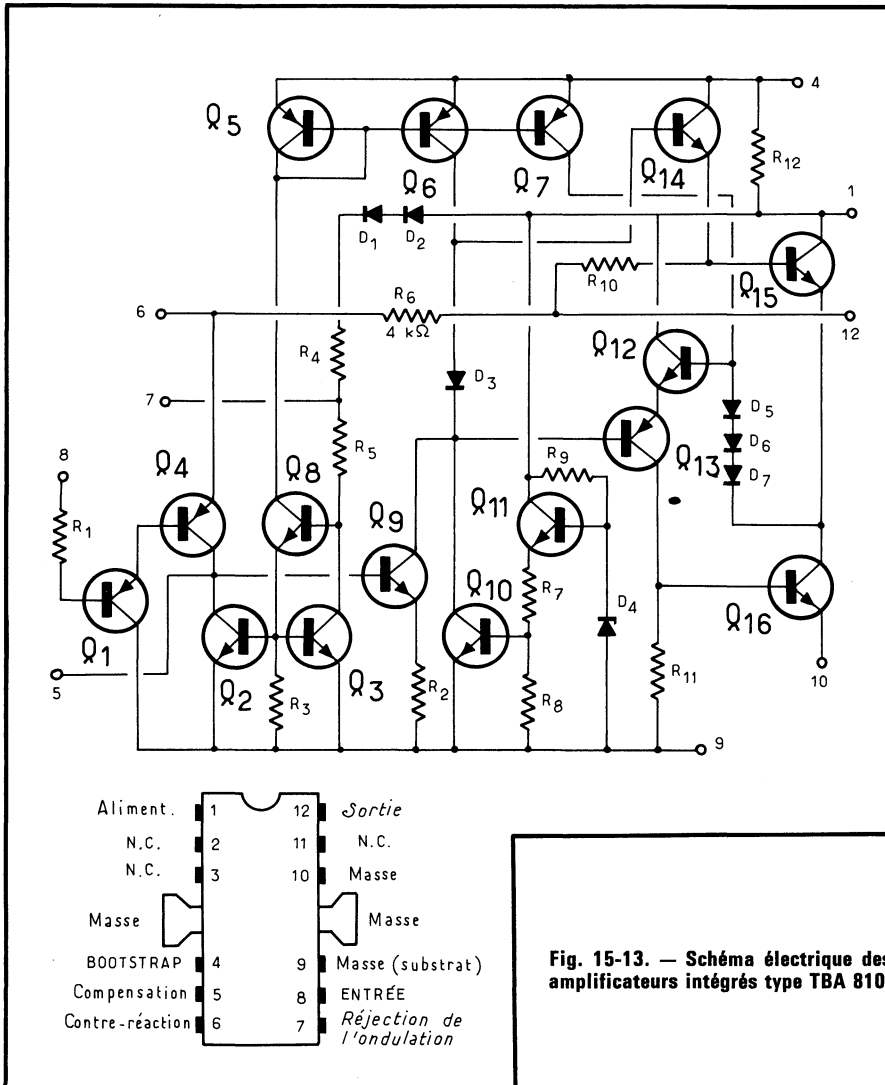 4
Q5
Q6
Q7
Q14
R12
1
D1
D2
R10
Q15
6
R6
4 kΩ
12
R4
Q12
D3
7
D5
8
R5
D6
R9
Q13
D7
Q4
Q8
Q11
R1
Q9
Q10
R7
D4
Q16
Q1
5
Q2
R3
Q3
R2
R8
R11
10
9
Aliment. 1 12 Sortie
N.C. 2 11 N.C.
N.C. 3 10 Masse
Masse Masse
BOOTSTRAP 4 9 Masse (substrat)
Compensation 5 8 ENTRÉE
Contre-réaction 6 7 Réjection de
l'ondulation
Fig. 15-13. — Schéma électrique des
amplificateurs intégrés type TBA 810